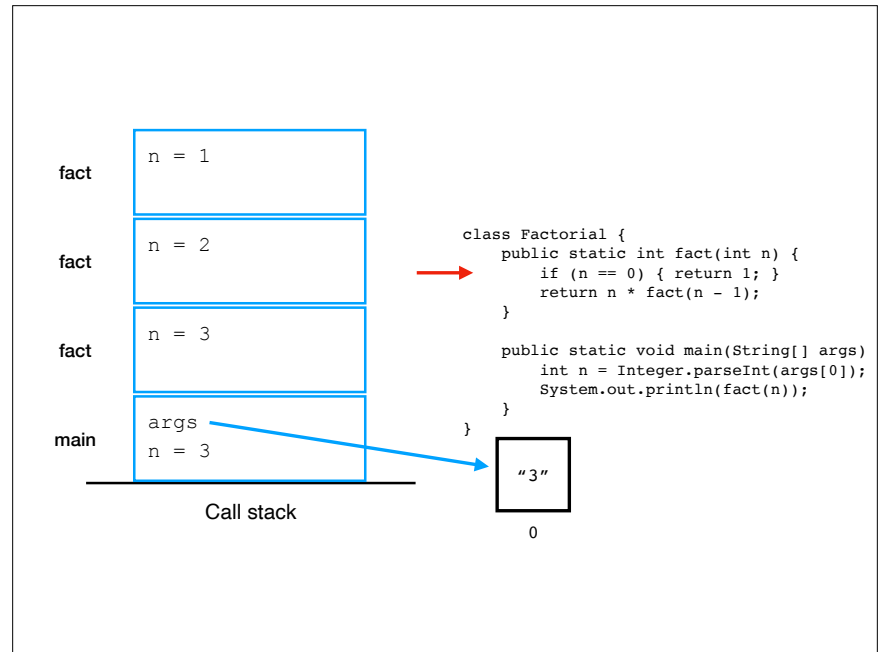 fact
n = 1
fact
n = 2
fact
n = 3
main
args
n = 3
Call stack
class Factorial {
    public static int fact(int n) {
        if (n == 0) { return 1; }
        return n * fact(n - 1);
    }
    public static void main(String[] args)
        int n = Integer.parseInt(args[0]);
        System.out.println(fact(n));
    }
}
“3”
0